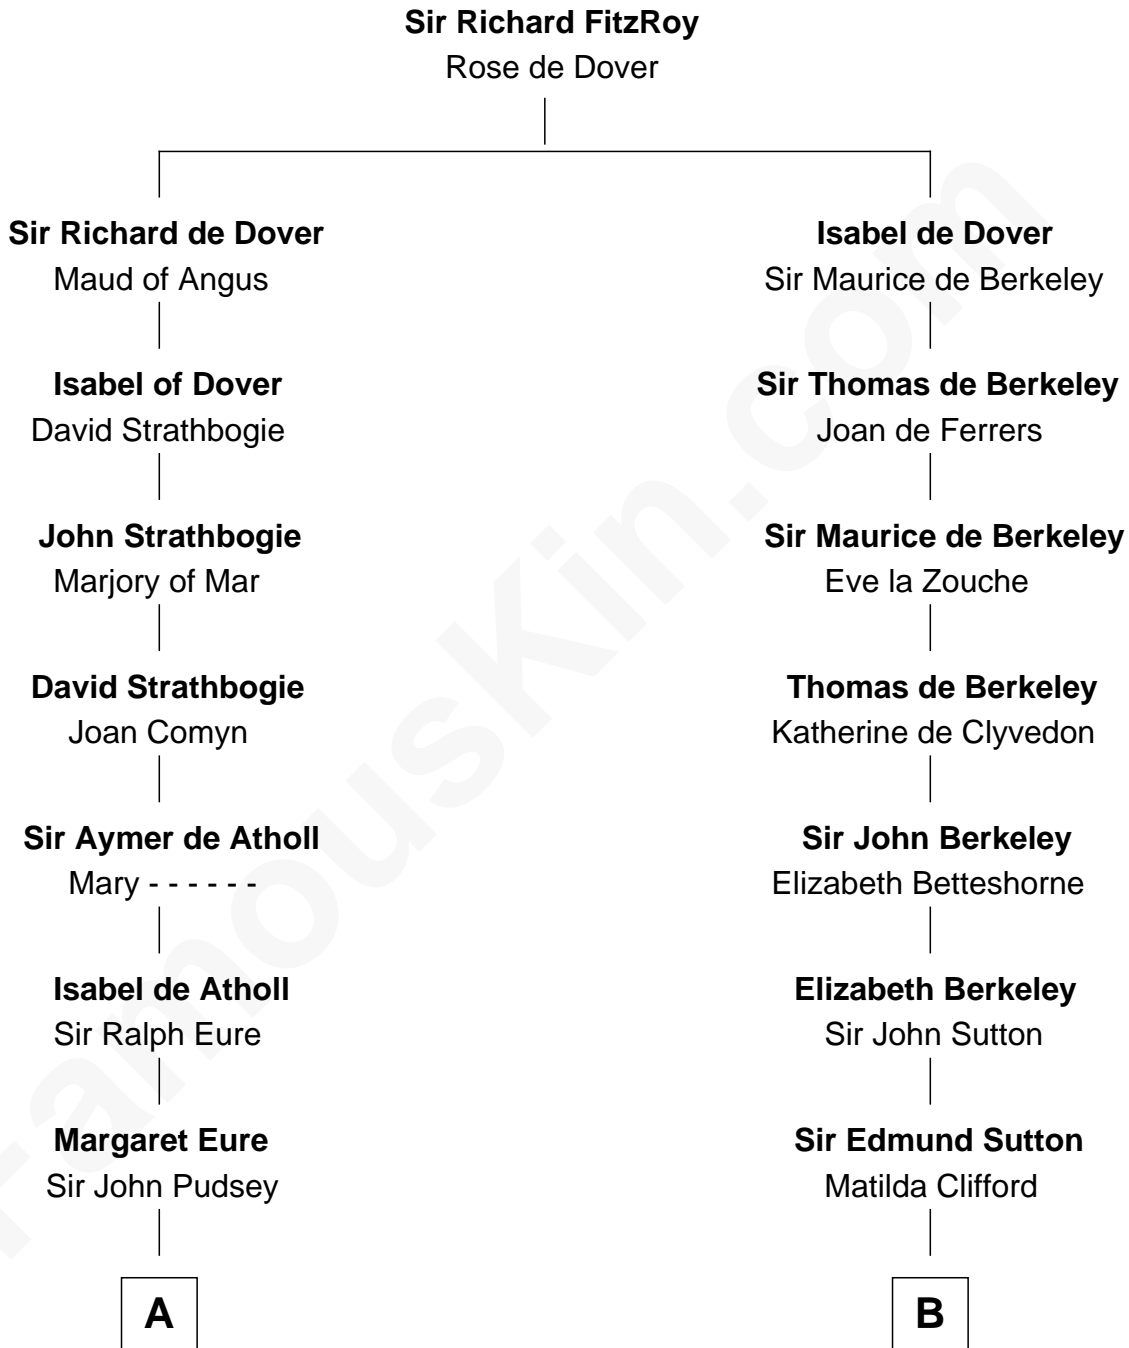 Sir Richard FitzRoy
Rose de Dover
Sir Richard de Dover
Maud of Angus
Isabel de Dover
Sir Maurice de Berkeley
Isabel of Dover
David Strathbogie
Sir Thomas de Berkeley
Joan de Ferrers
John Strathbogie
Marjory of Mar
Sir Maurice de Berkeley
Eve la Zouche
David Strathbogie
Joan Comyn
Thomas de Berkeley
Katherine de Clyvedon
Sir Aymer de Atholl
Mary - - - - - -
Sir John Berkeley
Elizabeth Betteshorne
Isabel de Atholl
Sir Ralph Eure
Elizabeth Berkeley
Sir John Sutton
Margaret Eure
Sir John Pudsey
Sir Edmund Sutton
Matilda Clifford
A
B
FamousKin.com